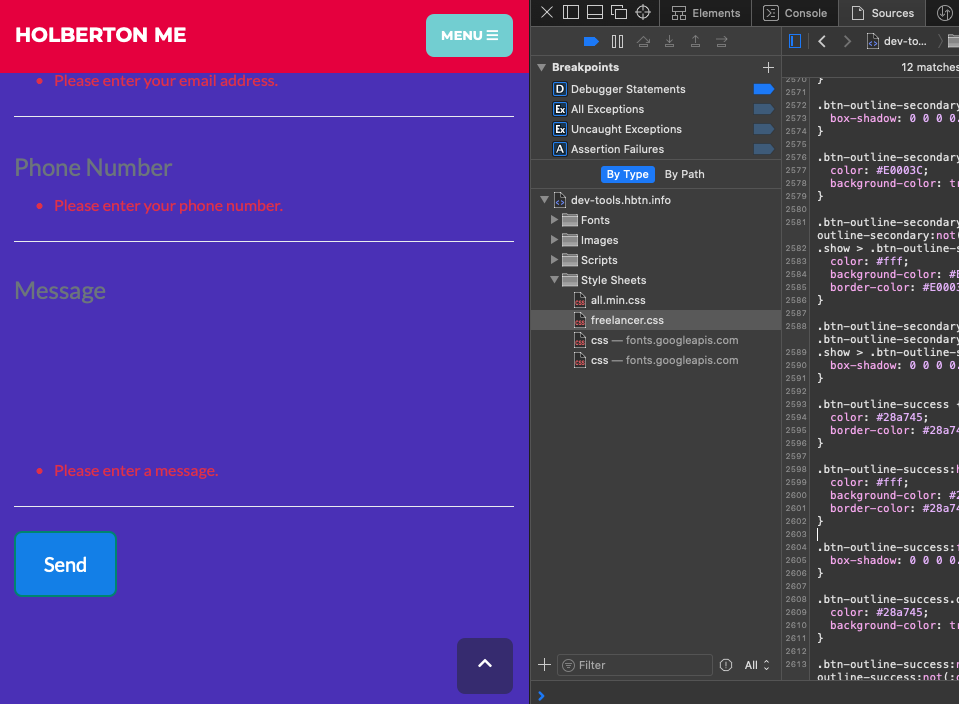 HOLBERTON ME
MENU
Please enter your email address.
Phone Number
Please enter your phone number.
Message
Please enter a message.
Send
Elements
Console
Sources
dev-to...
12 matches
Breakpoints
D Debugger Statements
Ex All Exceptions
Ex Uncaught Exceptions
A Assertion Failures
By Type By Path
dev-tools.hbtn.info
Fonts
Images
Scripts
Style Sheets
all.min.css
freelancer.css
css — fonts.googleapis.com
css — fonts.googleapis.com
Filter
All
2570 }
2571
2572 .btn-outline-secondary
2573 box-shadow: 0 0 0 0.
2574 }
2575
2576 .btn-outline-secondary
2577 color: #E0003C;
2578 background-color: tr
2579 }
2580
2581 .btn-outline-secondary
outline-secondary:not(
2582 .show > .btn-outline-s
2583 color: #fff;
2584 background-color: #E
2585 border-color: #E0003
2586 }
2587
2588 .btn-outline-secondary
.btn-outline-secondary
2589 .show > .btn-outline-s
2590 box-shadow: 0 0 0 0.
2591 }
2592
2593 .btn-outline-success {
2594 color: #28a745;
2595 border-color: #28a74
2596 }
2597
2598 .btn-outline-success:h
2599 color: #fff;
2600 background-color: #2
2601 border-color: #28a74
2602 }
2603
2604 .btn-outline-success:f
2605 box-shadow: 0 0 0 0.
2606 }
2607
2608 .btn-outline-success.d
2609 color: #28a745;
2610 background-color: tr
2611 }
2612
2613 .btn-outline-success:n
outline-success:not(:d